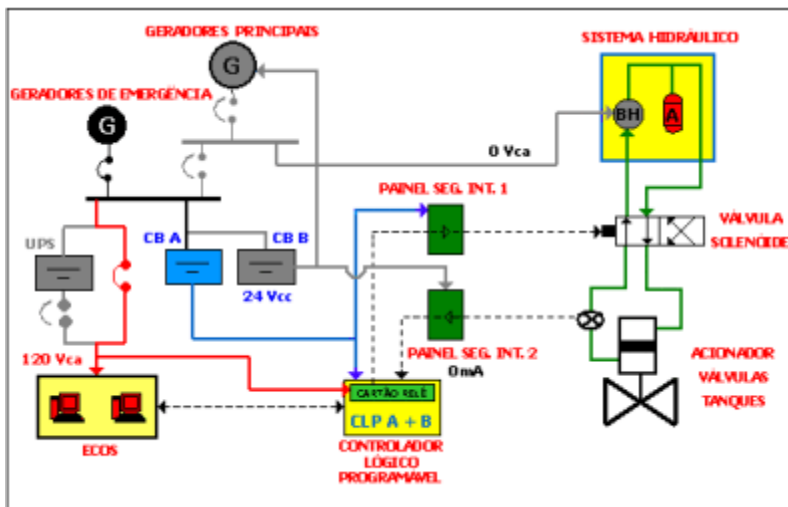 GERADORES PRINCIPAIS
G
GERADORES DE EMERGÊNCIA
G
SISTEMA HIDRÁULICO
BH
A
0 Vca
PAINEL SEG. INT. 1
VÁLVULA
SOLENÓIDE
UPS
CB A
CB B
24 Vcc
PAINEL SEG. INT. 2
0mA
120 Vca
ECOS
CARTÃO RELÉ
CLP A + B
CONTROLADOR
LÓGICO
PROGRAMÁVEL
ACIONADOR
VÁLVULAS
TANQUES